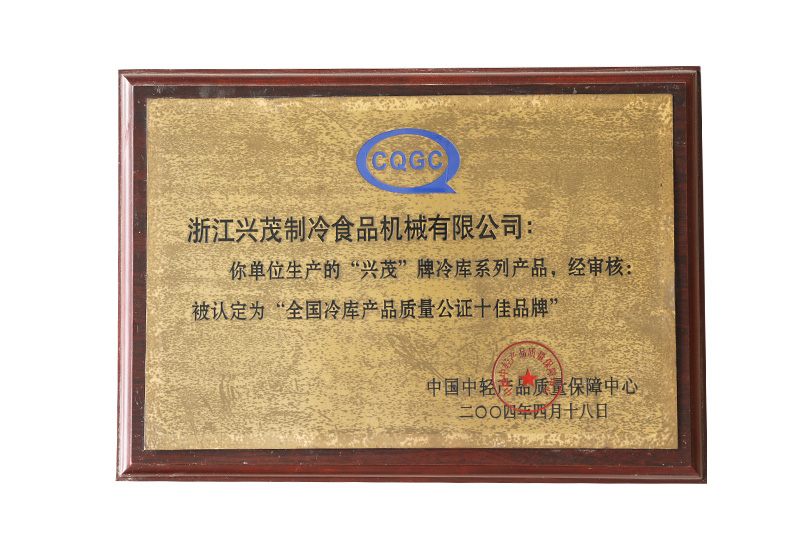 CQGC
浙江兴茂制冷食品机械有限公司：
你单位生产的“兴茂”牌冷库系列产品，经审核：
被认定为“全国冷库产品质量公证十佳品牌”
中国中轻产品质量保障中心
二〇〇四年四月十八日